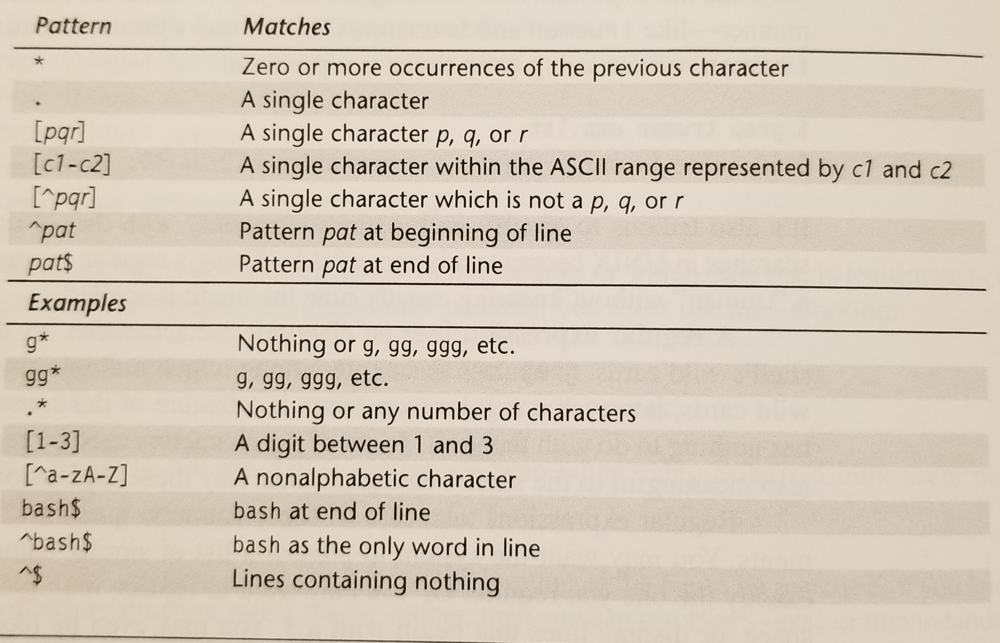 Pattern Matches
* Zero or more occurrences of the previous character
. A single character
[pqr] A single character p, q, or r
[c1-c2] A single character within the ASCII range represented by c1 and c2
[^pqr] A single character which is not a p, q, or r
^pat Pattern pat at beginning of line
pat$ Pattern pat at end of line
Examples
g* Nothing or g, gg, ggg, etc.
gg* g, gg, ggg, etc.
.* Nothing or any number of characters
[1-3] A digit between 1 and 3
[^a-zA-Z] A nonalphabetic character
bash$ bash at end of line
^bash$ bash as the only word in line
^$ Lines containing nothing